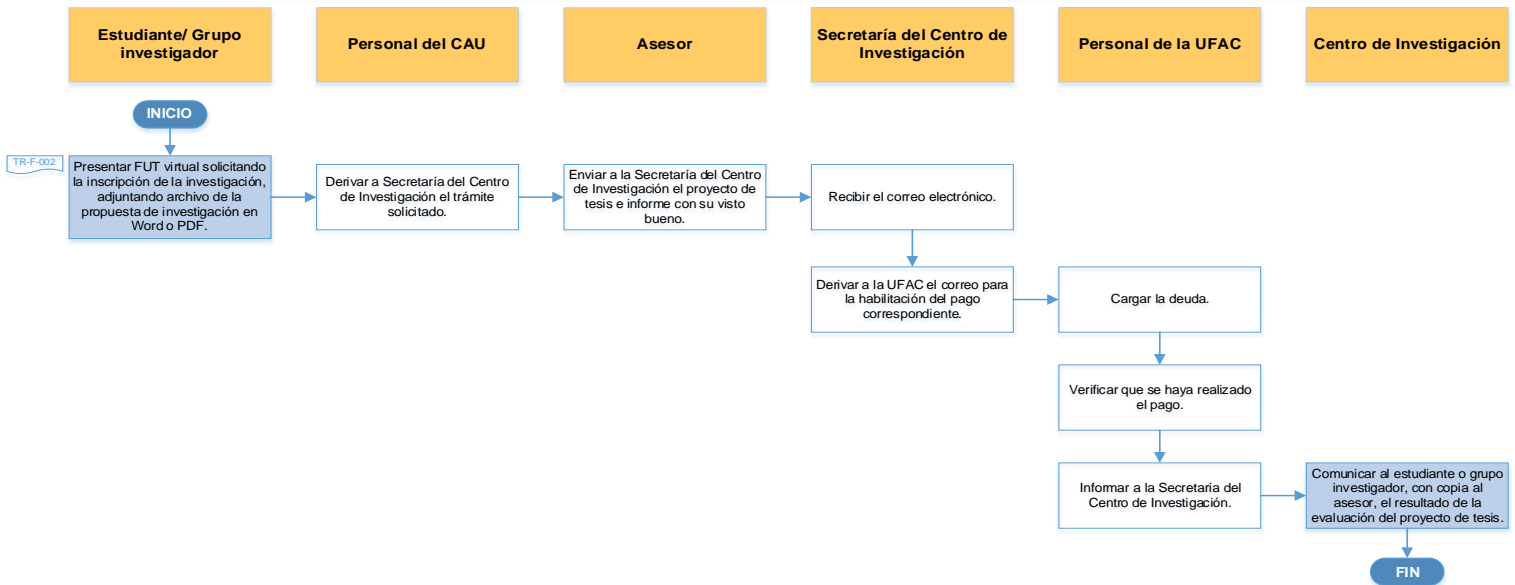 Estudiante/ Grupo
investigador
Personal del CAU
Asesor
Secretaría del Centro de
Investigación
Personal de la UFAC
Centro de Investigación
INICIO
TR-F-002
Presentar FUT virtual solicitando
la inscripción de la investigación,
adjuntando archivo de la
propuesta de investigación en
Word o PDF.
Derivar a Secretaría del Centro
de Investigación el trámite
solicitado.
Enviar a la Secretaría del Centro
de Investigación el proyecto de
tesis e informe con su visto
bueno.
Recibir el correo electrónico.
Derivar a la UFAC el correo para
la habilitación del pago
correspondiente.
Cargar la deuda.
Verificar que se haya realizado
el pago.
Informar a la Secretaría del
Centro de Investigación.
Comunicar al estudiante o grupo
investigador, con copia al
asesor, el resultado de la
evaluación del proyecto de tesis.
FIN